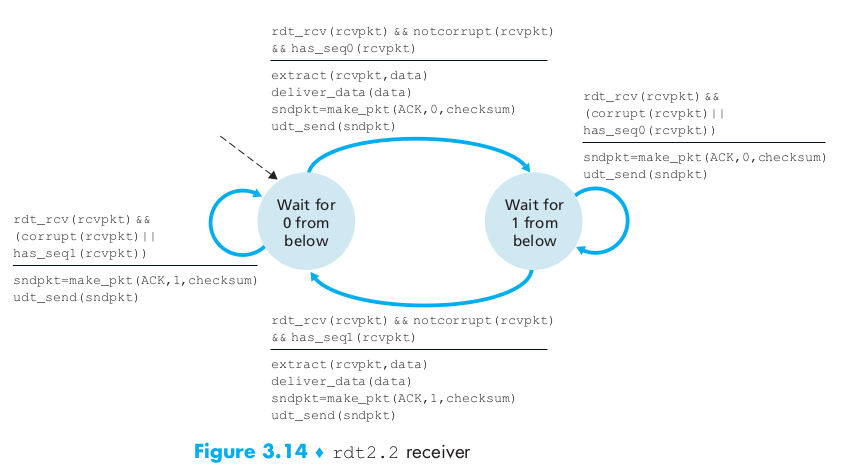 rdt_rcv(rcvpkt) && notcorrupt(rcvpkt)
&& has_seq0(rcvpkt)
extract(rcvpkt,data)
deliver_data(data)
sndpkt=make_pkt(ACK,0,checksum)
udt_send(sndpkt)
rdt_rcv(rcvpkt) &&
(corrupt(rcvpkt)||
has_seq0(rcvpkt))
sndpkt=make_pkt(ACK,0,checksum)
udt_send(sndpkt)
Wait for
0 from
below
Wait for
1 from
below
rdt_rcv(rcvpkt) &&
(corrupt(rcvpkt)||
has_seq1(rcvpkt))
sndpkt=make_pkt(ACK,1,checksum)
udt_send(sndpkt)
rdt_rcv(rcvpkt) && notcorrupt(rcvpkt)
&& has_seq1(rcvpkt)
extract(rcvpkt,data)
deliver_data(data)
sndpkt=make_pkt(ACK,1,checksum)
udt_send(sndpkt)
Figure 3.14 ♦ rdt2.2 receiver